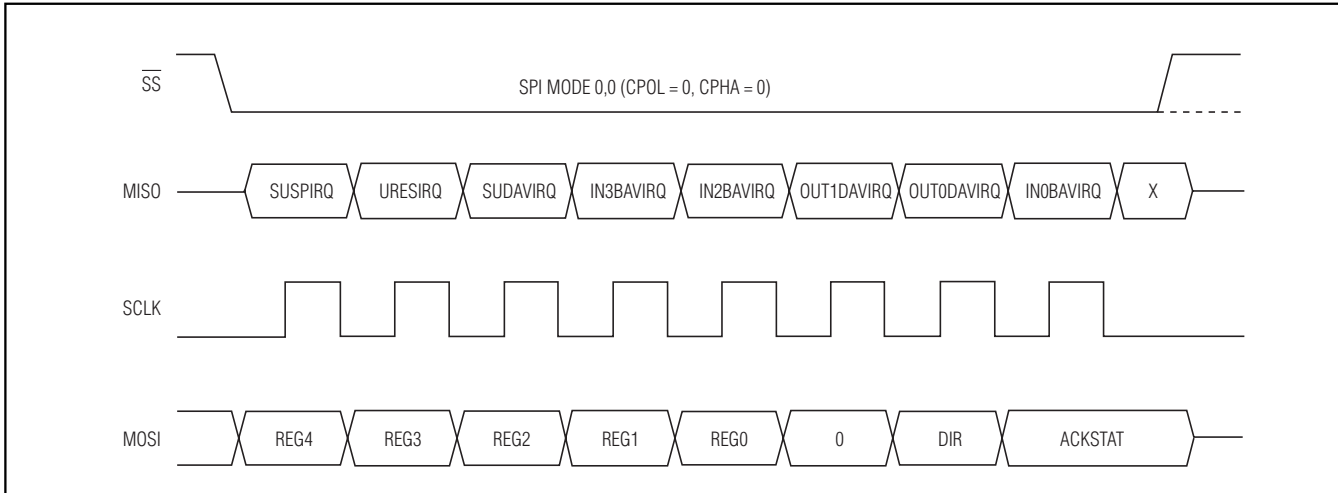 SS
SPI MODE 0,0 (CPOL = 0, CPHA = 0)
MISO SUSPIRQ URESIRQ SUDAVIRQ IN3BAVIRQ IN2BAVIRQ OUT1DAVIRQ OUT0DAVIRQ IN0BAVIRQ X
SCLK
MOSI REG4 REG3 REG2 REG1 REG0 0 DIR ACKSTAT